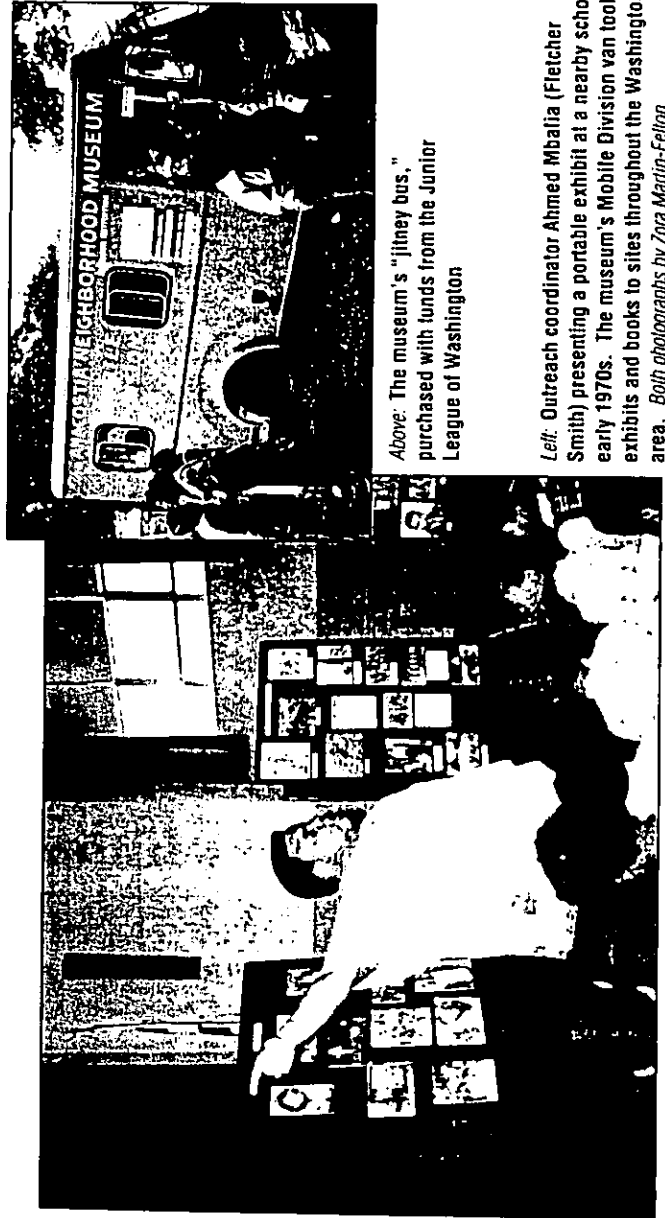 NEIGHBORHOOD MUSEUM
Above: The museum's "jitney bus,"
purchased with funds from the Junior
League of Washington
Left: Outreach coordinator Ahmed Mbalia (Fletcher
Smith) presenting a portable exhibit at a nearby scho
early 1970s. The museum's Mobile Division van tool
exhibits and books to sites throughout the Washingto
area. Both photographs by Zora Martin-Felton